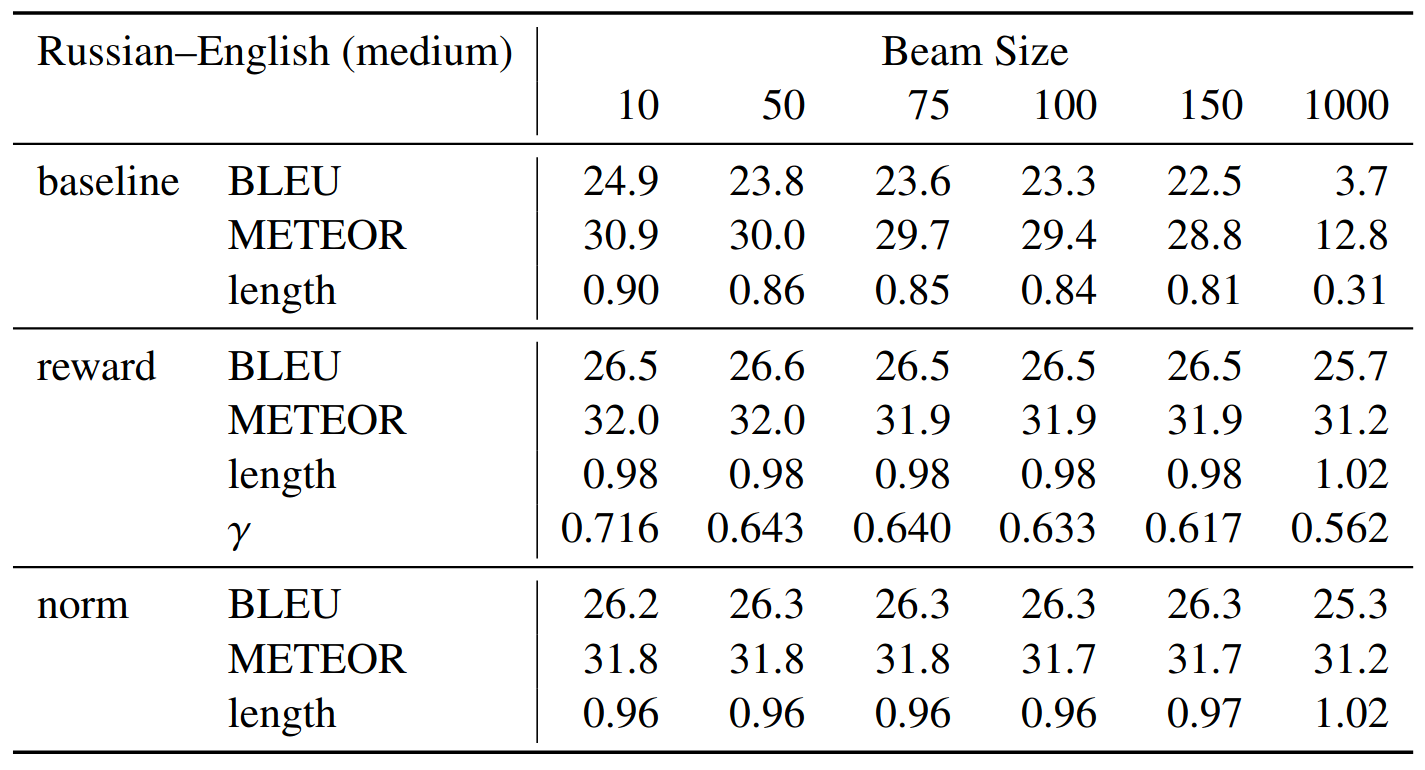 Russian–English (medium) Beam Size
10 50 75 100 150 1000
baseline BLEU 24.9 23.8 23.6 23.3 22.5 3.7
METEOR 30.9 30.0 29.7 29.4 28.8 12.8
length 0.90 0.86 0.85 0.84 0.81 0.31
reward BLEU 26.5 26.6 26.5 26.5 26.5 25.7
METEOR 32.0 32.0 31.9 31.9 31.9 31.2
length 0.98 0.98 0.98 0.98 0.98 1.02
γ 0.716 0.643 0.640 0.633 0.617 0.562
norm BLEU 26.2 26.3 26.3 26.3 26.3 25.3
METEOR 31.8 31.8 31.8 31.7 31.7 31.2
length 0.96 0.96 0.96 0.96 0.97 1.02